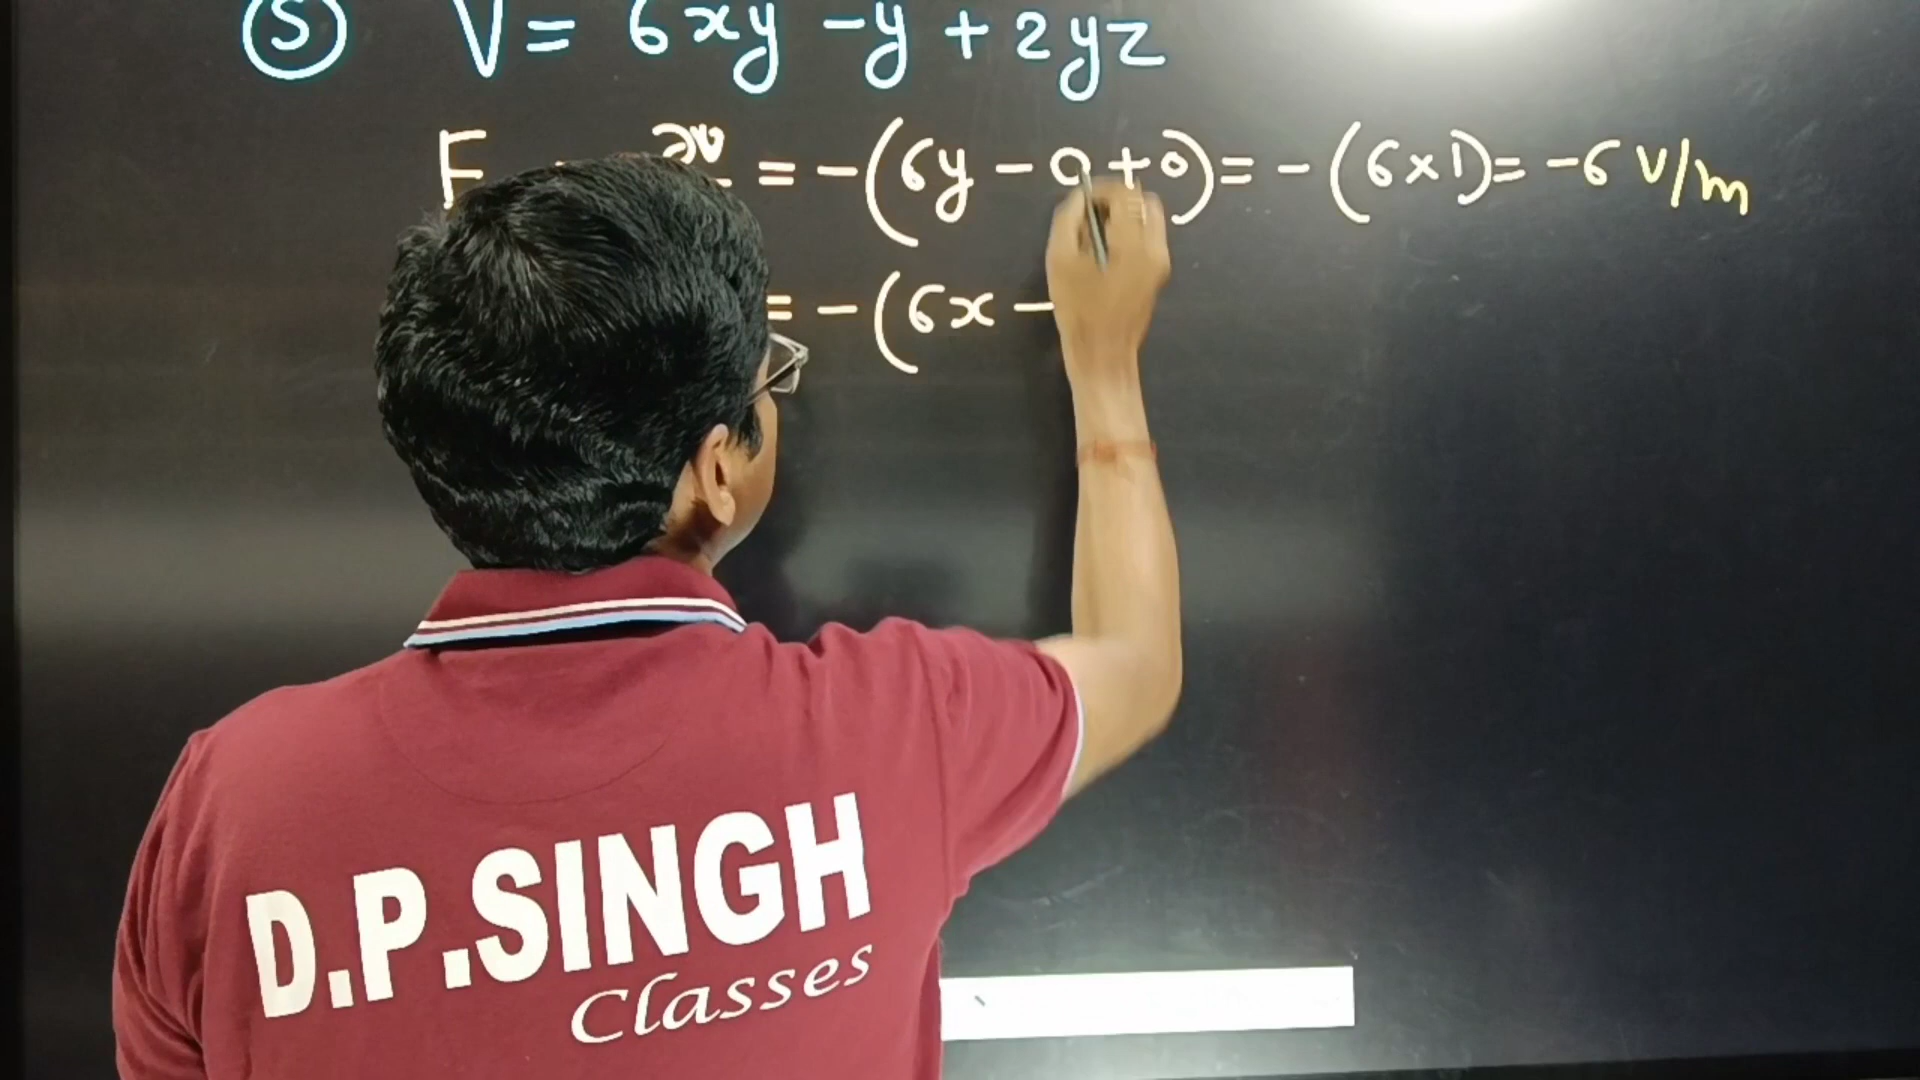 (5) V = 6xy - y + 2yz
E = ∂v = -(6y - 0 + 0) = -(6×1) = -6 V/m
= -(6x -
D.P.SINGH
Classes